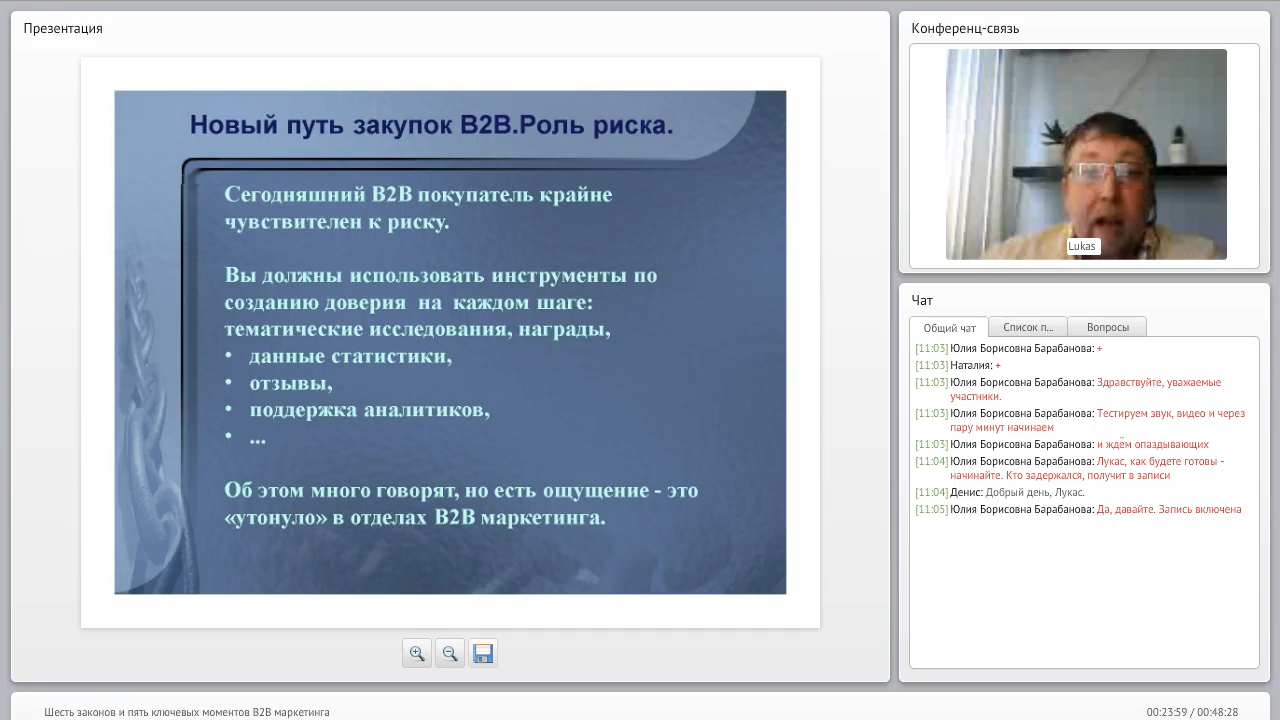 Презентация
Новый путь закупок B2B.Роль риска.
Сегодняшний B2B покупатель крайне
чувствителен к риску.
Вы должны использовать инструменты по
созданию доверия на каждом шаге:
тематические исследования, награды,
• данные статистики,
• отзывы,
• поддержка аналитиков,
• ...
Об этом много говорят, но есть ощущение - это
«утонуло» в отделах B2B маркетинга.
Конференц-связь
Lukas
Чат
Общий чат
Список п...
Вопросы
[11:03] Юлия Борисовна Барабанова: +
[11:03] Наталия: +
[11:03] Юлия Борисовна Барабанова: Здравствуйте, уважаемые
участники.
[11:03] Юлия Борисовна Барабанова: Тестируем звук, видео и через
пару минут начинаем
[11:03] Юлия Борисовна Барабанова: и ждём опаздывающих
[11:04] Юлия Борисовна Барабанова: Лукас, как будете готовы -
начинайте. Кто задержался, получит в записи
[11:04] Денис: Добрый день, Лукас.
[11:05] Юлия Борисовна Барабанова: Да, давайте. Запись включена
Шесть законов и пять ключевых моментов B2B маркетинга
00:23:59 / 00:48:28